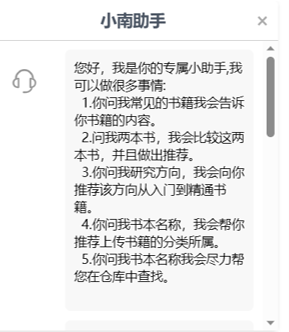 小南助手
您好，我是你的专属小助手,我
可以做很多事情:
1.你问我常见的书籍我会告诉
你书籍的内容。
2.问我两本书，我会比较这两
本书，并且做出推荐。
3.你问我研究方向，我会向你
推荐该方向从入门到精通书
籍。
4.你问我书本名称，我会帮你
推荐上传书籍的分类所属。
5.你问我书本名称我会尽力帮
您在仓库中查找。